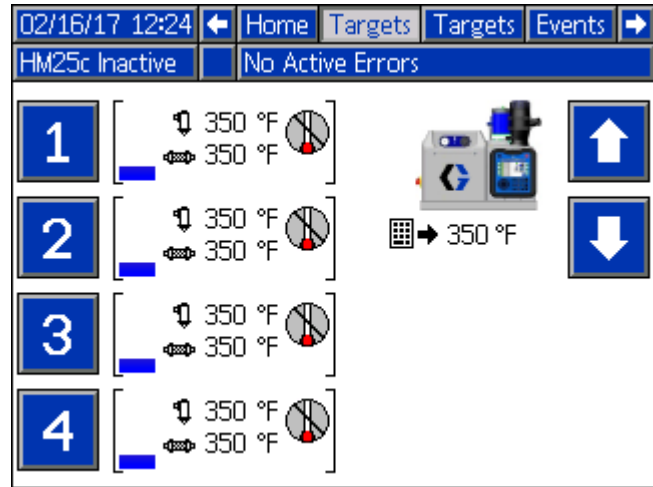 02/16/17 12:24 Home Targets Targets Events
HM25c Inactive No Active Errors
1 350 °F
350 °F
2 350 °F
350 °F
350 °F
3 350 °F
350 °F
4 350 °F
350 °F